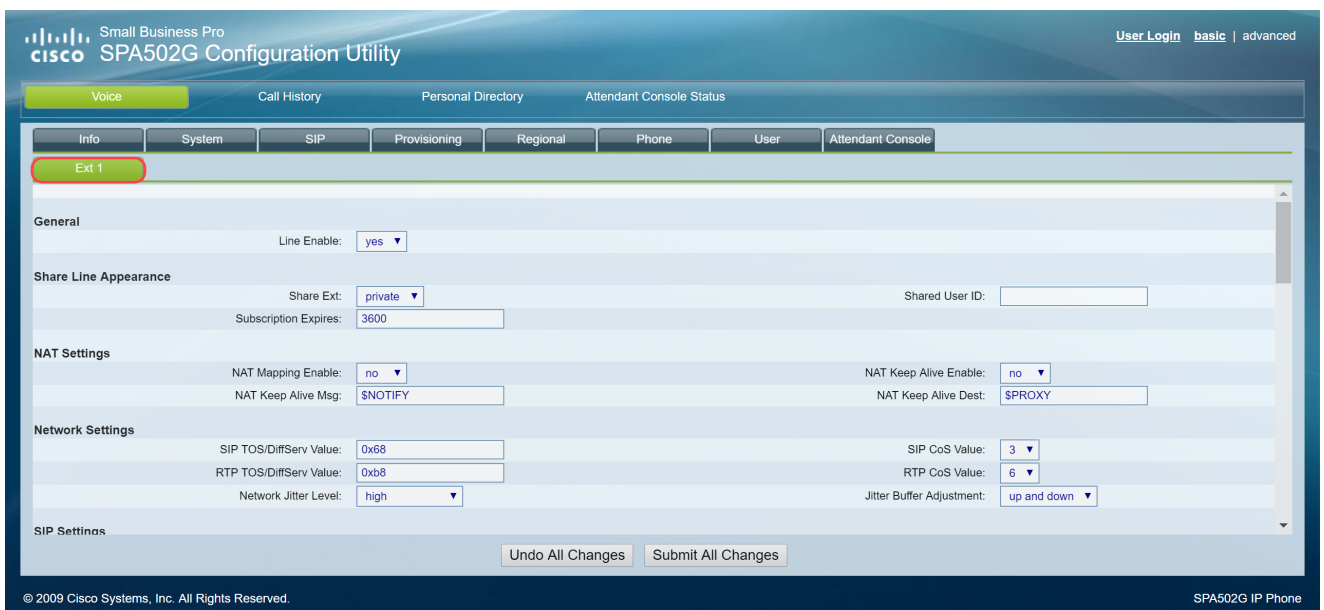 Small Business Pro
CISCO SPA502G Configuration Utility
User Login basic | advanced
Voice Call History Personal Directory Attendant Console Status
Info System SIP Provisioning Regional Phone User Attendant Console
Ext 1
General
Line Enable: yes
Share Line Appearance
Share Ext: private Shared User ID:
Subscription Expires: 3600
NAT Settings
NAT Mapping Enable: no NAT Keep Alive Enable: no
NAT Keep Alive Msg: $NOTIFY NAT Keep Alive Dest: $PROXY
Network Settings
SIP TOS/DiffServ Value: 0x68 SIP CoS Value: 3
RTP TOS/DiffServ Value: 0xb8 RTP CoS Value: 6
Network Jitter Level: high Jitter Buffer Adjustment: up and down
SIP Settings
Undo All Changes Submit All Changes
© 2009 Cisco Systems, Inc. All Rights Reserved. SPA502G IP Phone